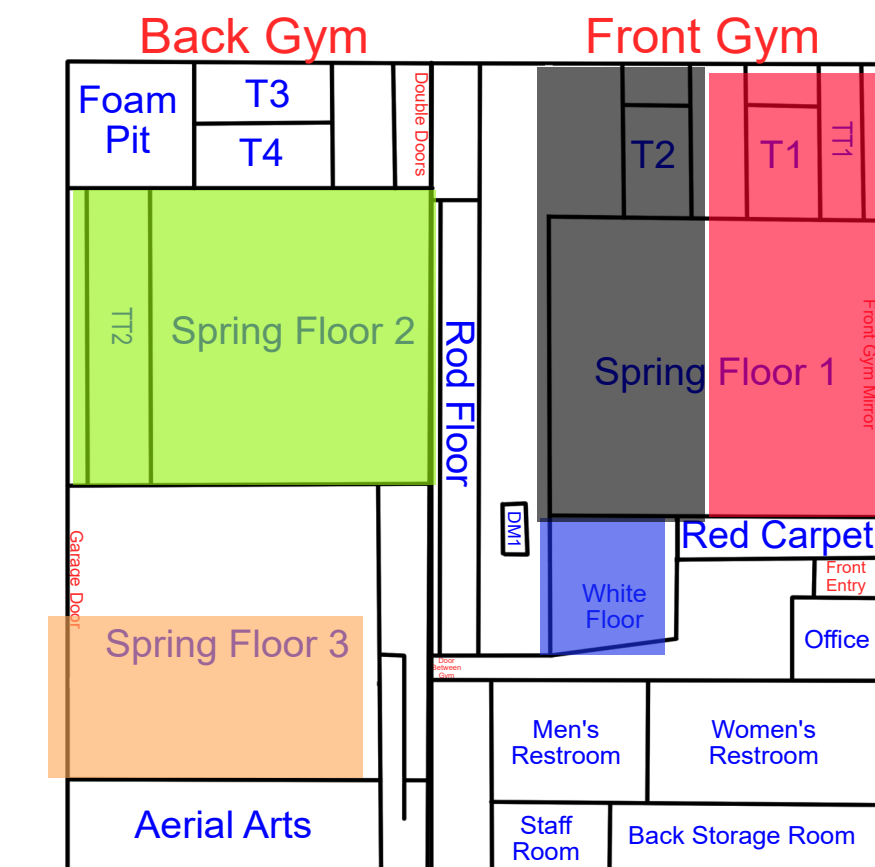 Back Gym
Front Gym
Foam
Pit
T3
T4
Double Doors
T2
T1
TT1
TT2
Spring Floor 2
Rod Floor
Spring Floor 1
Front Gym Mirror
DM1
Red Carpet
Garage Door
White
Floor
Front
Entry
Spring Floor 3
Office
Door
Between
Gym
Men's
Restroom
Women's
Restroom
Aerial Arts
Staff
Room
Back Storage Room